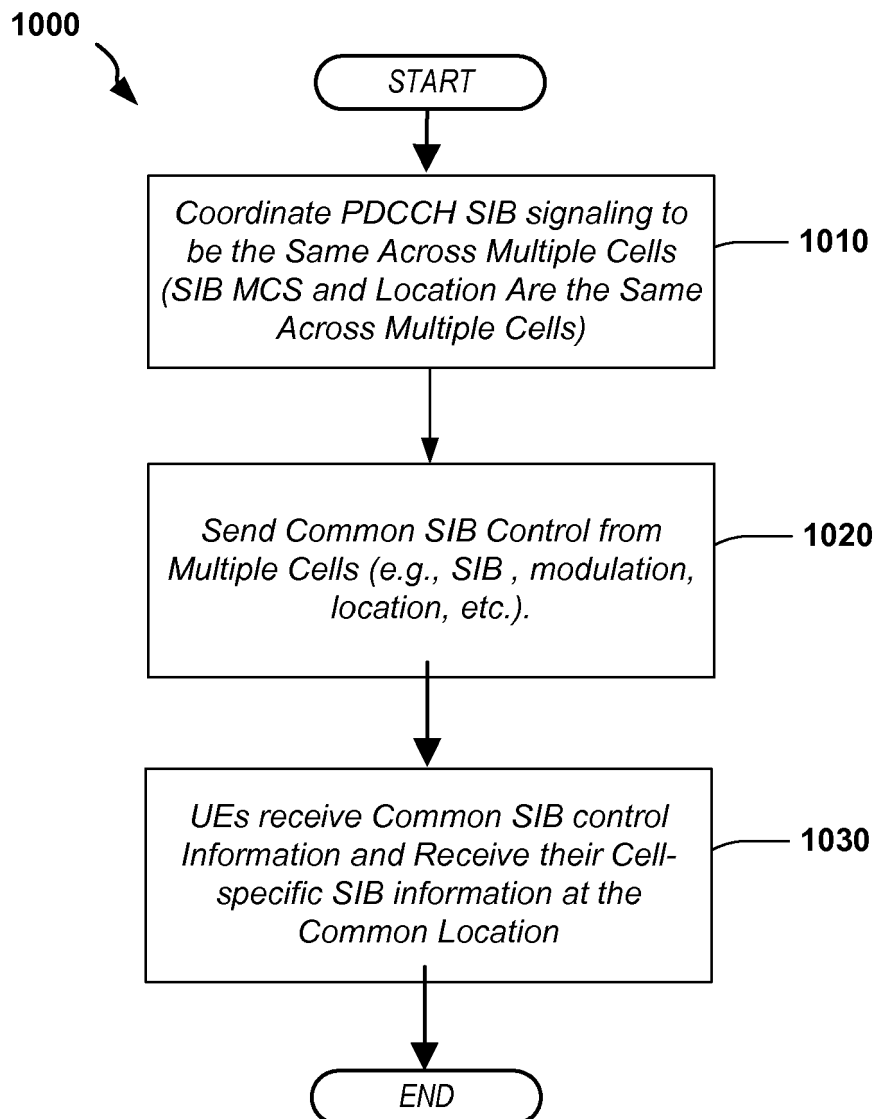 1000
START
Coordinate PDCCH SIB signaling to
be the Same Across Multiple Cells
(SIB MCS and Location Are the Same
Across Multiple Cells)
1010
Send Common SIB Control from
Multiple Cells (e.g., SIB , modulation,
location, etc.).
1020
UEs receive Common SIB control
Information and Receive their Cell-
specific SIB information at the
Common Location
1030
END